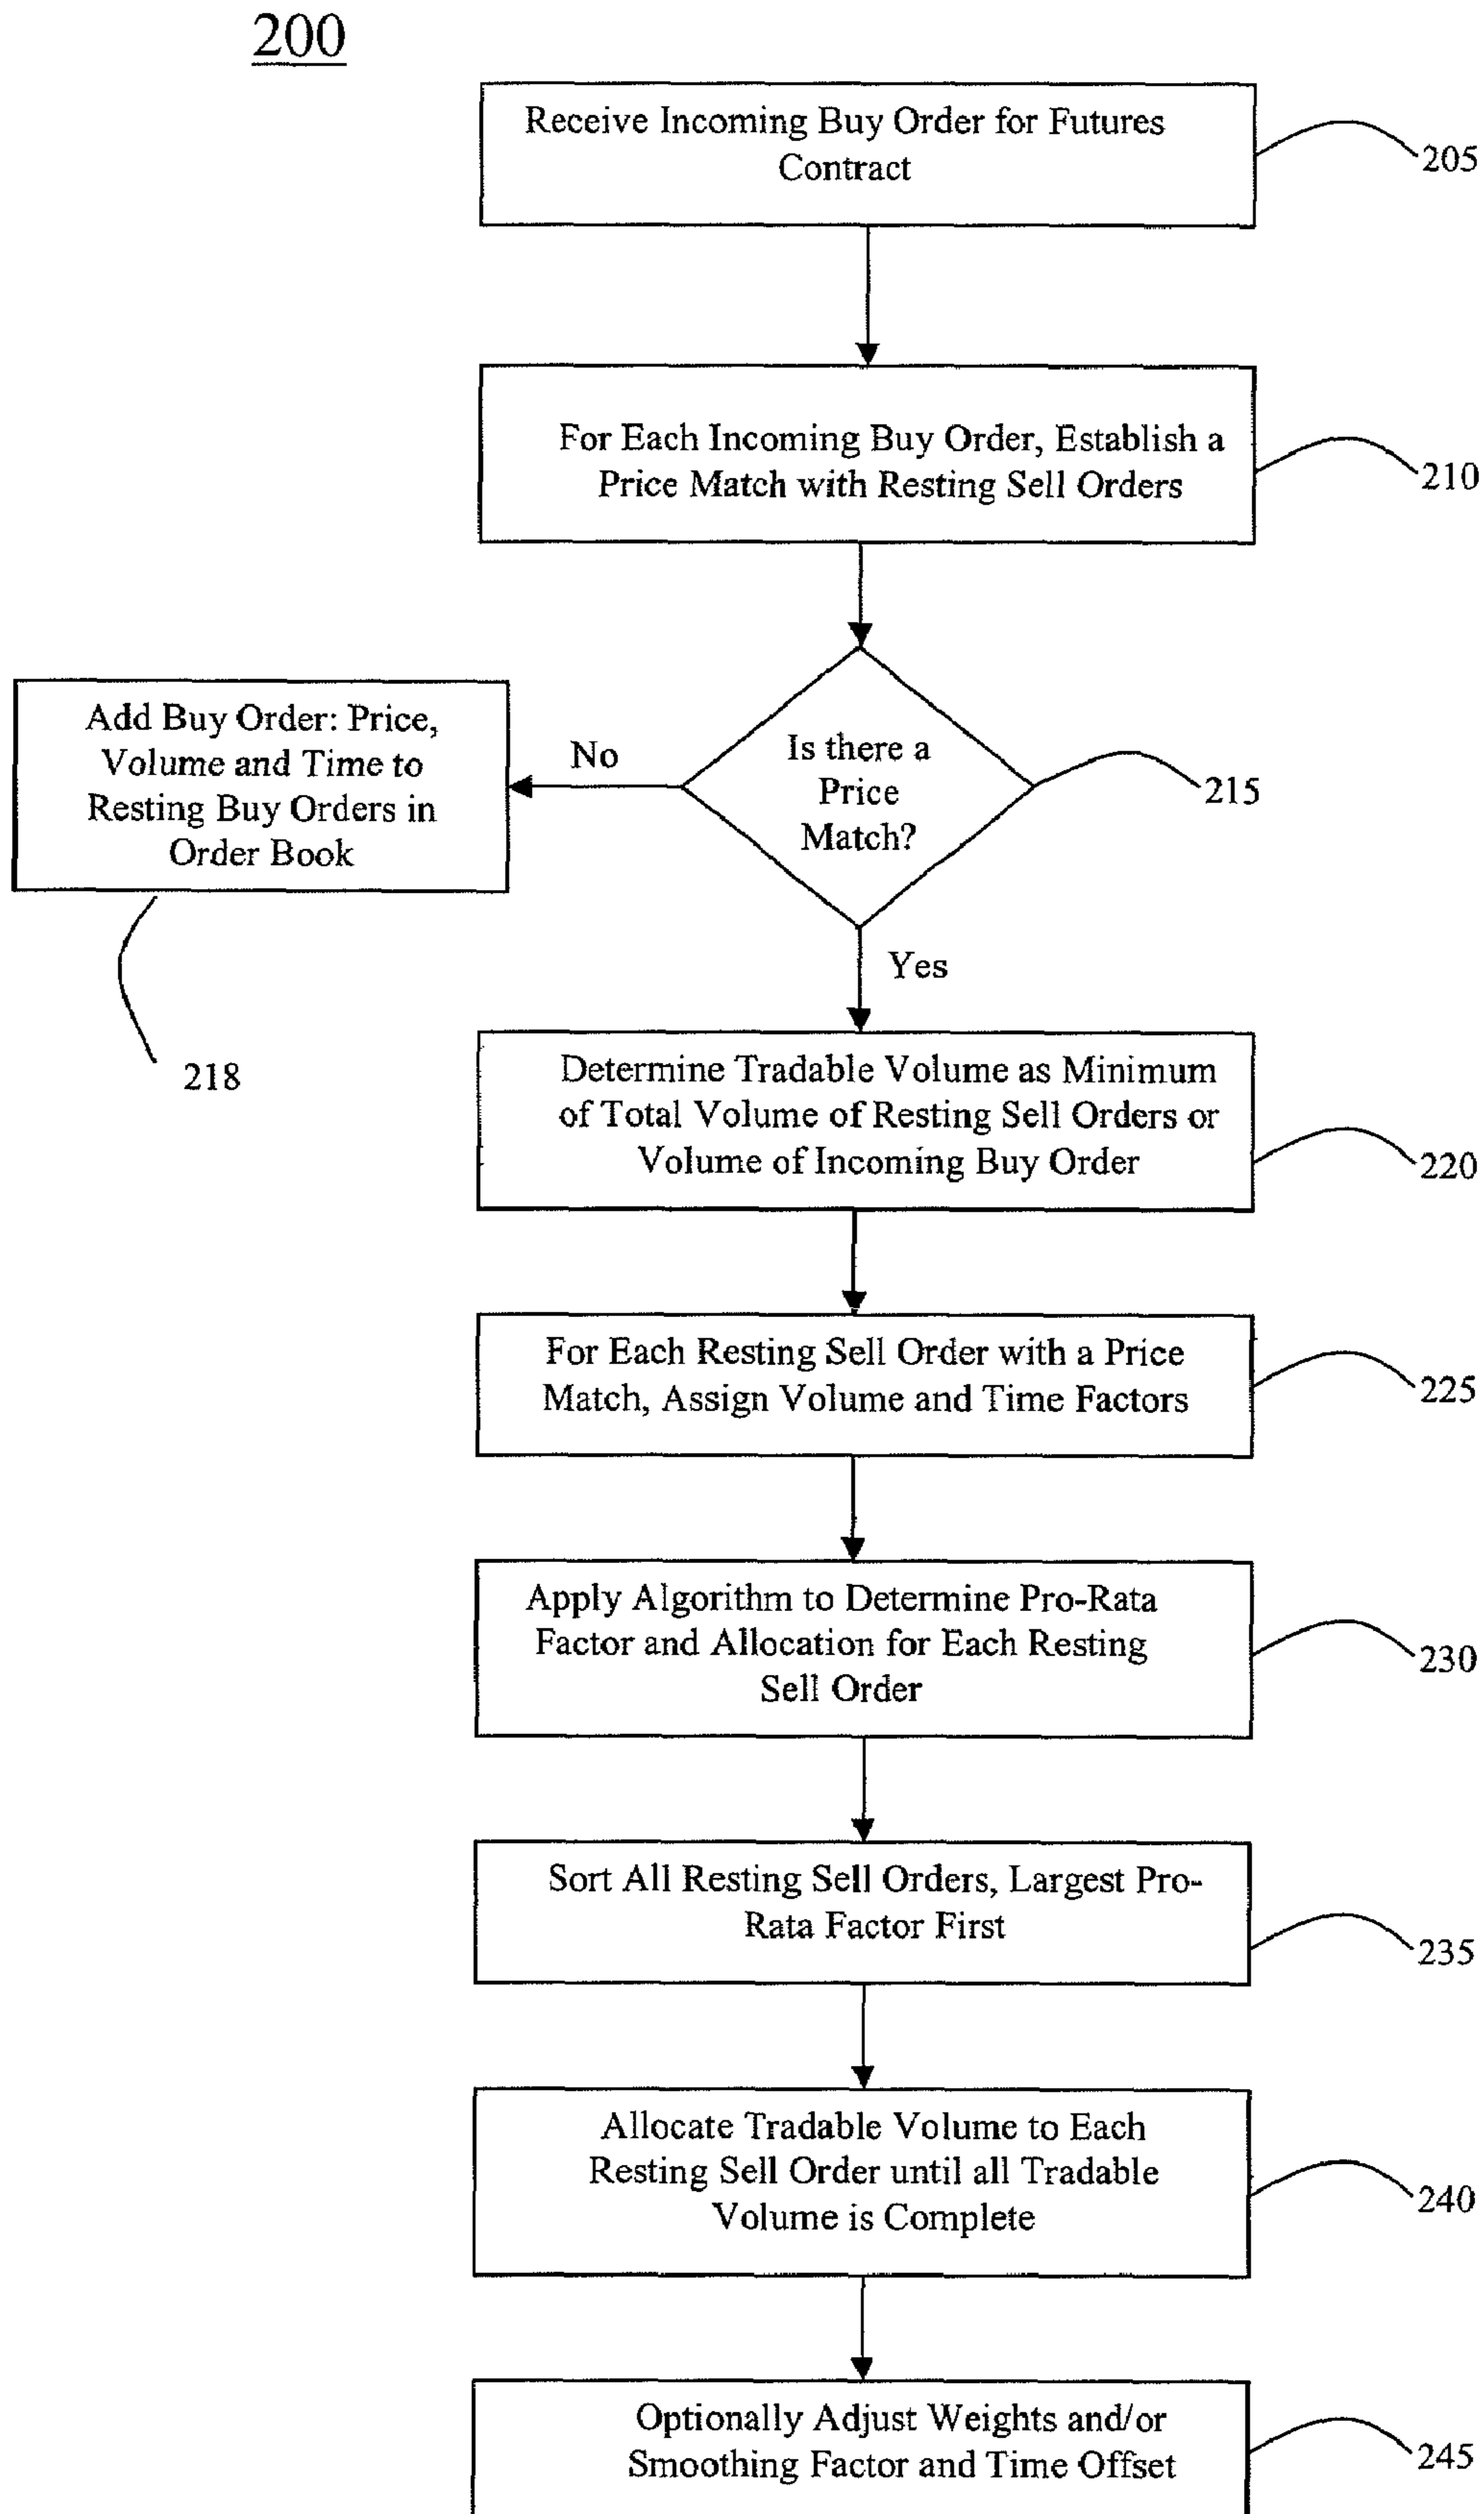 200
Receive Incoming Buy Order for Futures
Contract
205
For Each Incoming Buy Order, Establish a
Price Match with Resting Sell Orders
210
Is there a
Price
Match?
215
No
Add Buy Order: Price,
Volume and Time to
Resting Buy Orders in
Order Book
218
Yes
Determine Tradable Volume as Minimum
of Total Volume of Resting Sell Orders or
Volume of Incoming Buy Order
220
For Each Resting Sell Order with a Price
Match, Assign Volume and Time Factors
225
Apply Algorithm to Determine Pro-Rata
Factor and Allocation for Each Resting
Sell Order
230
Sort All Resting Sell Orders, Largest Pro-
Rata Factor First
235
Allocate Tradable Volume to Each
Resting Sell Order until all Tradable
Volume is Complete
240
Optionally Adjust Weights and/or
Smoothing Factor and Time Offset
245